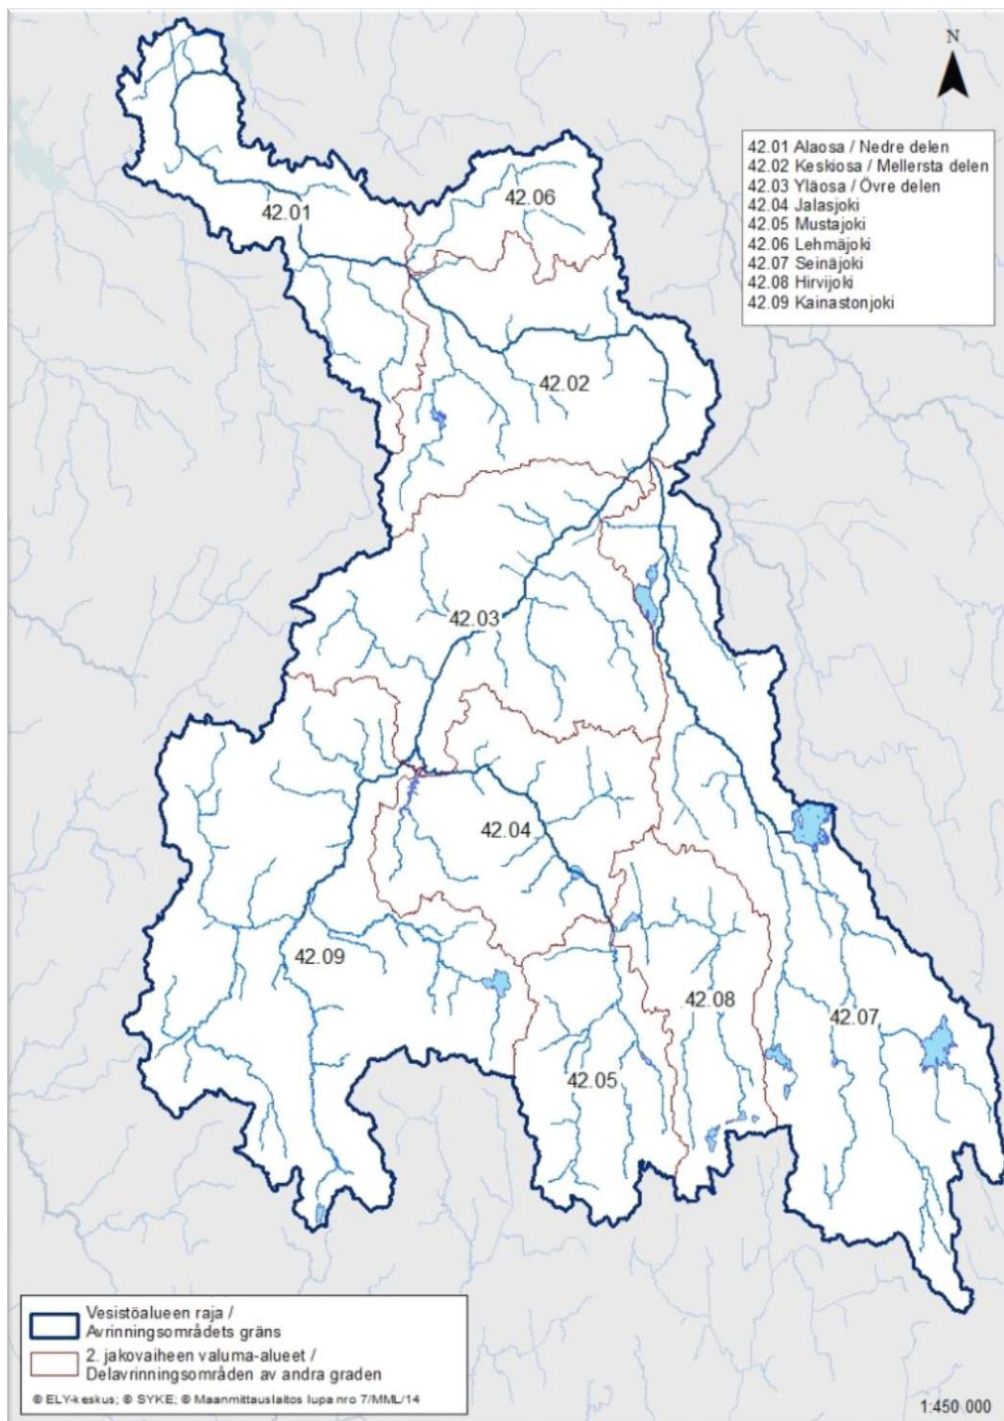 N
42.01 Alaosa / Nedre delen
42.02 Keskiosa / Mellersta delen
42.03 Yläosa / Övre delen
42.04 Jalasjoki
42.05 Mustajoki
42.06 Lehmäjoki
42.07 Seinäjoki
42.08 Hirvijoki
42.09 Kainastonjoki
42.06
42.01
42.02
42.03
42.04
42.09
42.08
42.07
42.05
Vesistöalueen raja /
Avrinningsområdets gräns
2. jakovaiheen valuma-alueet /
Delavrinningsområden av andra graden
© ELY-keskus; © SYKE; © Maanmittauslaitos lupa nro 7/MML/14
1:450 000